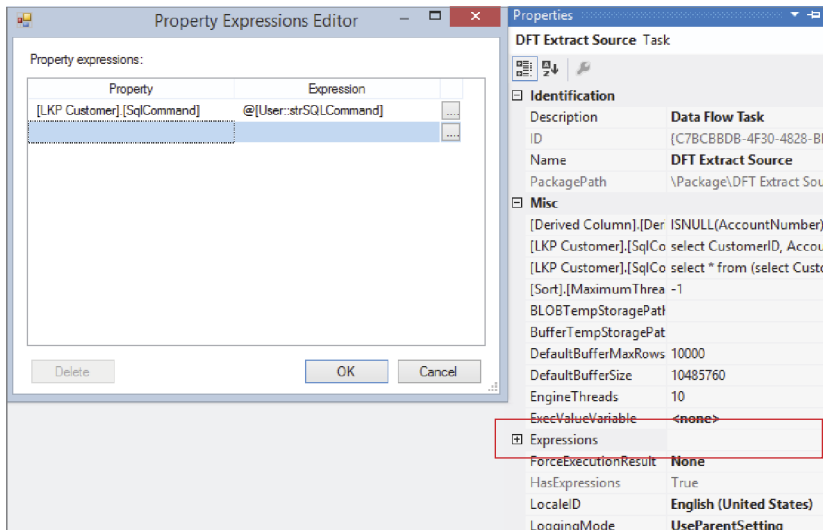 Property Expressions Editor
Property expressions:
Property Expression
[LKP Customer].[SqlCommand] @[User::strSQLCommand]
Delete OK Cancel
Properties
DFT Extract Source Task
Identification
Description Data Flow Task
ID {C7BCBBDB-4F30-4828-B
Name DFT Extract Source
PackagePath \Package\DFT Extract Sou
Misc
[Derived Column].[Der ISNULL(AccountNumber)
[LKP Customer].[SqlCo select CustomerID, Accou
[LKP Customer].[SqlCo select * from (select Custo
[Sort].[MaximumThrea -1
BLOBTempStoragePath
BufferTempStoragePat
DefaultBufferMaxRows 10000
DefaultBufferSize 10485760
EngineThreads 10
ExecValueVariable <none>
Expressions
ForceExecutionResult None
HasExpressions True
LocaleID English (United States)
LoggingMode UseParentSetting